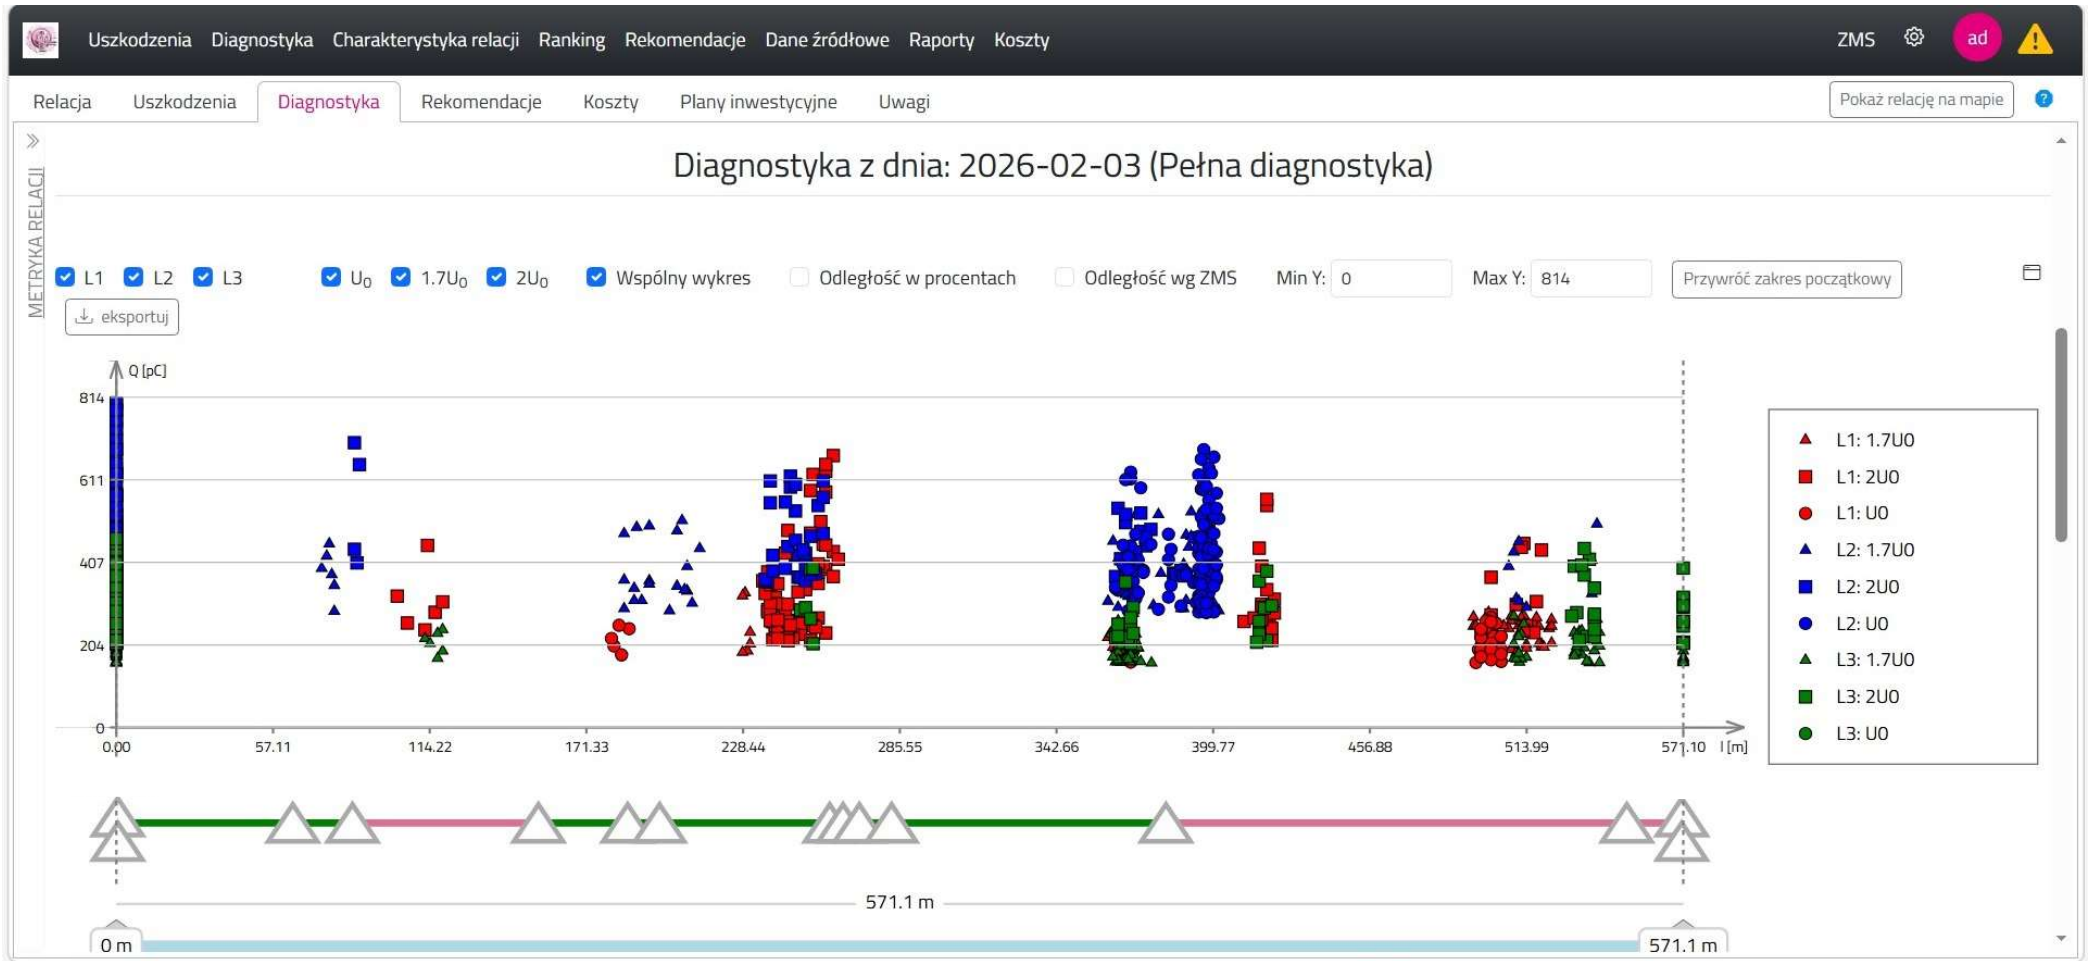 Uszkodzenia Diagnostyka Charakterystyka relacji Ranking Rekomendacje Dane źródłowe Raporty Koszty ZMS ad
Relacja Uszkodzenia Diagnostyka Rekomendacje Koszty Plany inwestycyjne Uwagi Pokaż relację na mapie ?
METRYKA RELACJI
Diagnostyka z dnia: 2026-02-03 (Pełna diagnostyka)
L1 L2 L3 U0 1.7U0 2U0 Wspólny wykres Odległość w procentach Odległość wg ZMS Min Y: 0 Max Y: 814 Przywróć zakres początkowy
eksportuj
Q [pC]
814
611
407
204
0
0.00 57.11 114.22 171.33 228.44 285.55 342.66 399.77 456.88 513.99 571.10 l [m]
L1: 1.7U0
L1: 2U0
L1: U0
L2: 1.7U0
L2: 2U0
L2: U0
L3: 1.7U0
L3: 2U0
L3: U0
571.1 m
0 m 571.1 m